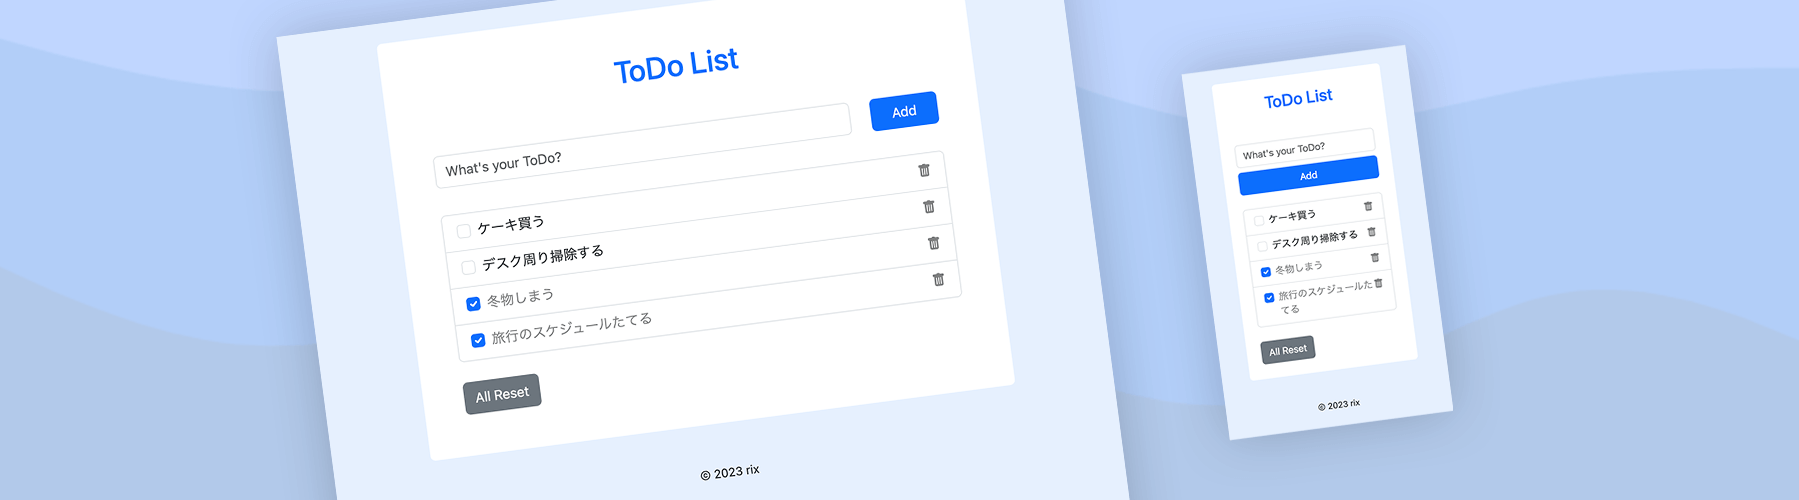 ToDo List
What's your ToDo?
Add
ケーキ買う
デスク周り掃除する
冬物しまう
旅行のスケジュールたてる
All Reset
© 2023 rix
ToDo List
What's your ToDo?
Add
ケーキ買う
デスク周り掃除する
冬物しまう
旅行のスケジュールた
てる
All Reset
© 2023 rix